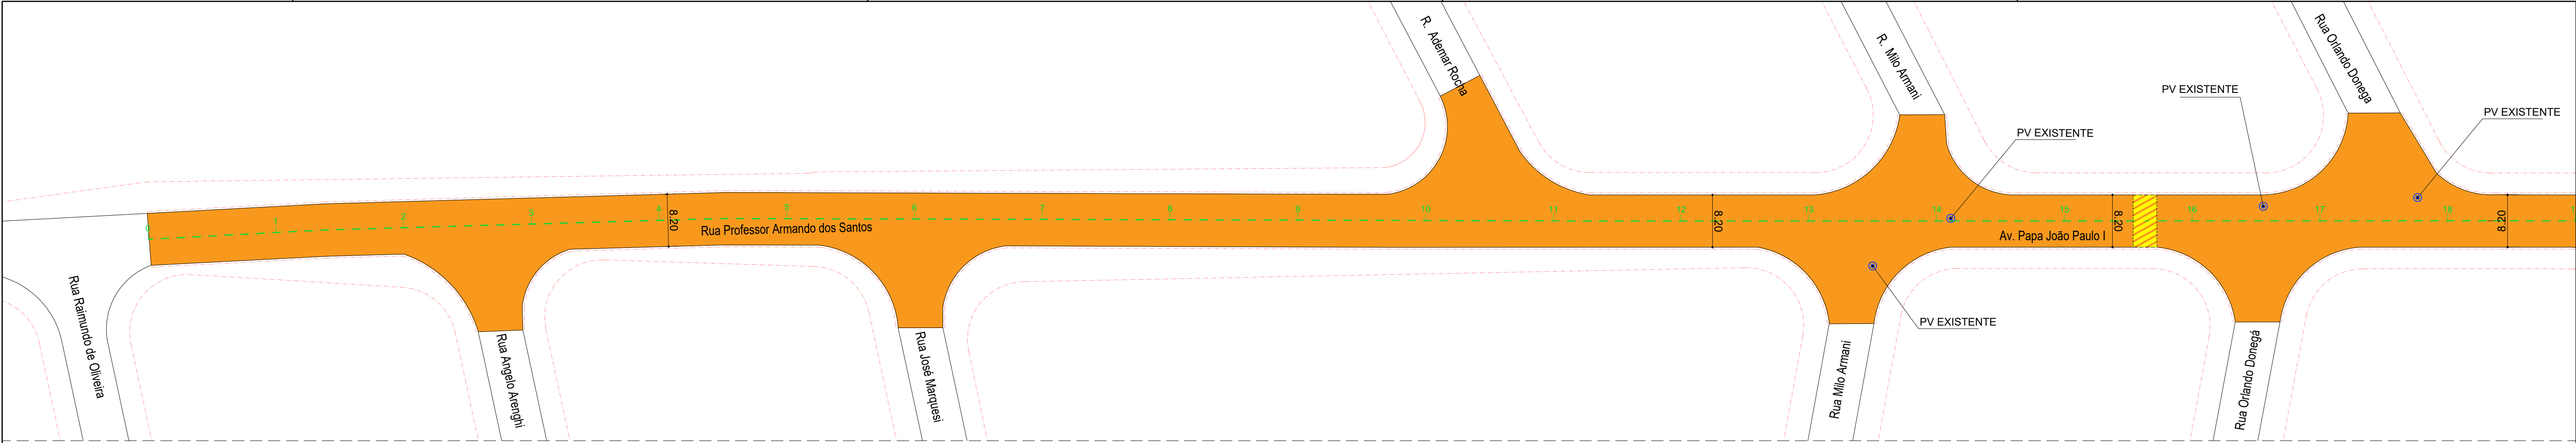 R. Ademar Rocha
R. Milo Armani
Rua Orlando Donega
PV EXISTENTE
PV EXISTENTE
PV EXISTENTE
0
1
2
3
4
5
6
7
8
9
10
11
12
13
14
15
16
17
18
8.20
8.20
8.20
8.20
Rua Professor Armando dos Santos
Av. Papa João Paulo I
PV EXISTENTE
Rua Raimundo de Oliveira
Rua Angelo Arenghi
Rua José Marquesi
Rua Milo Armani
Rua Orlando Donegá